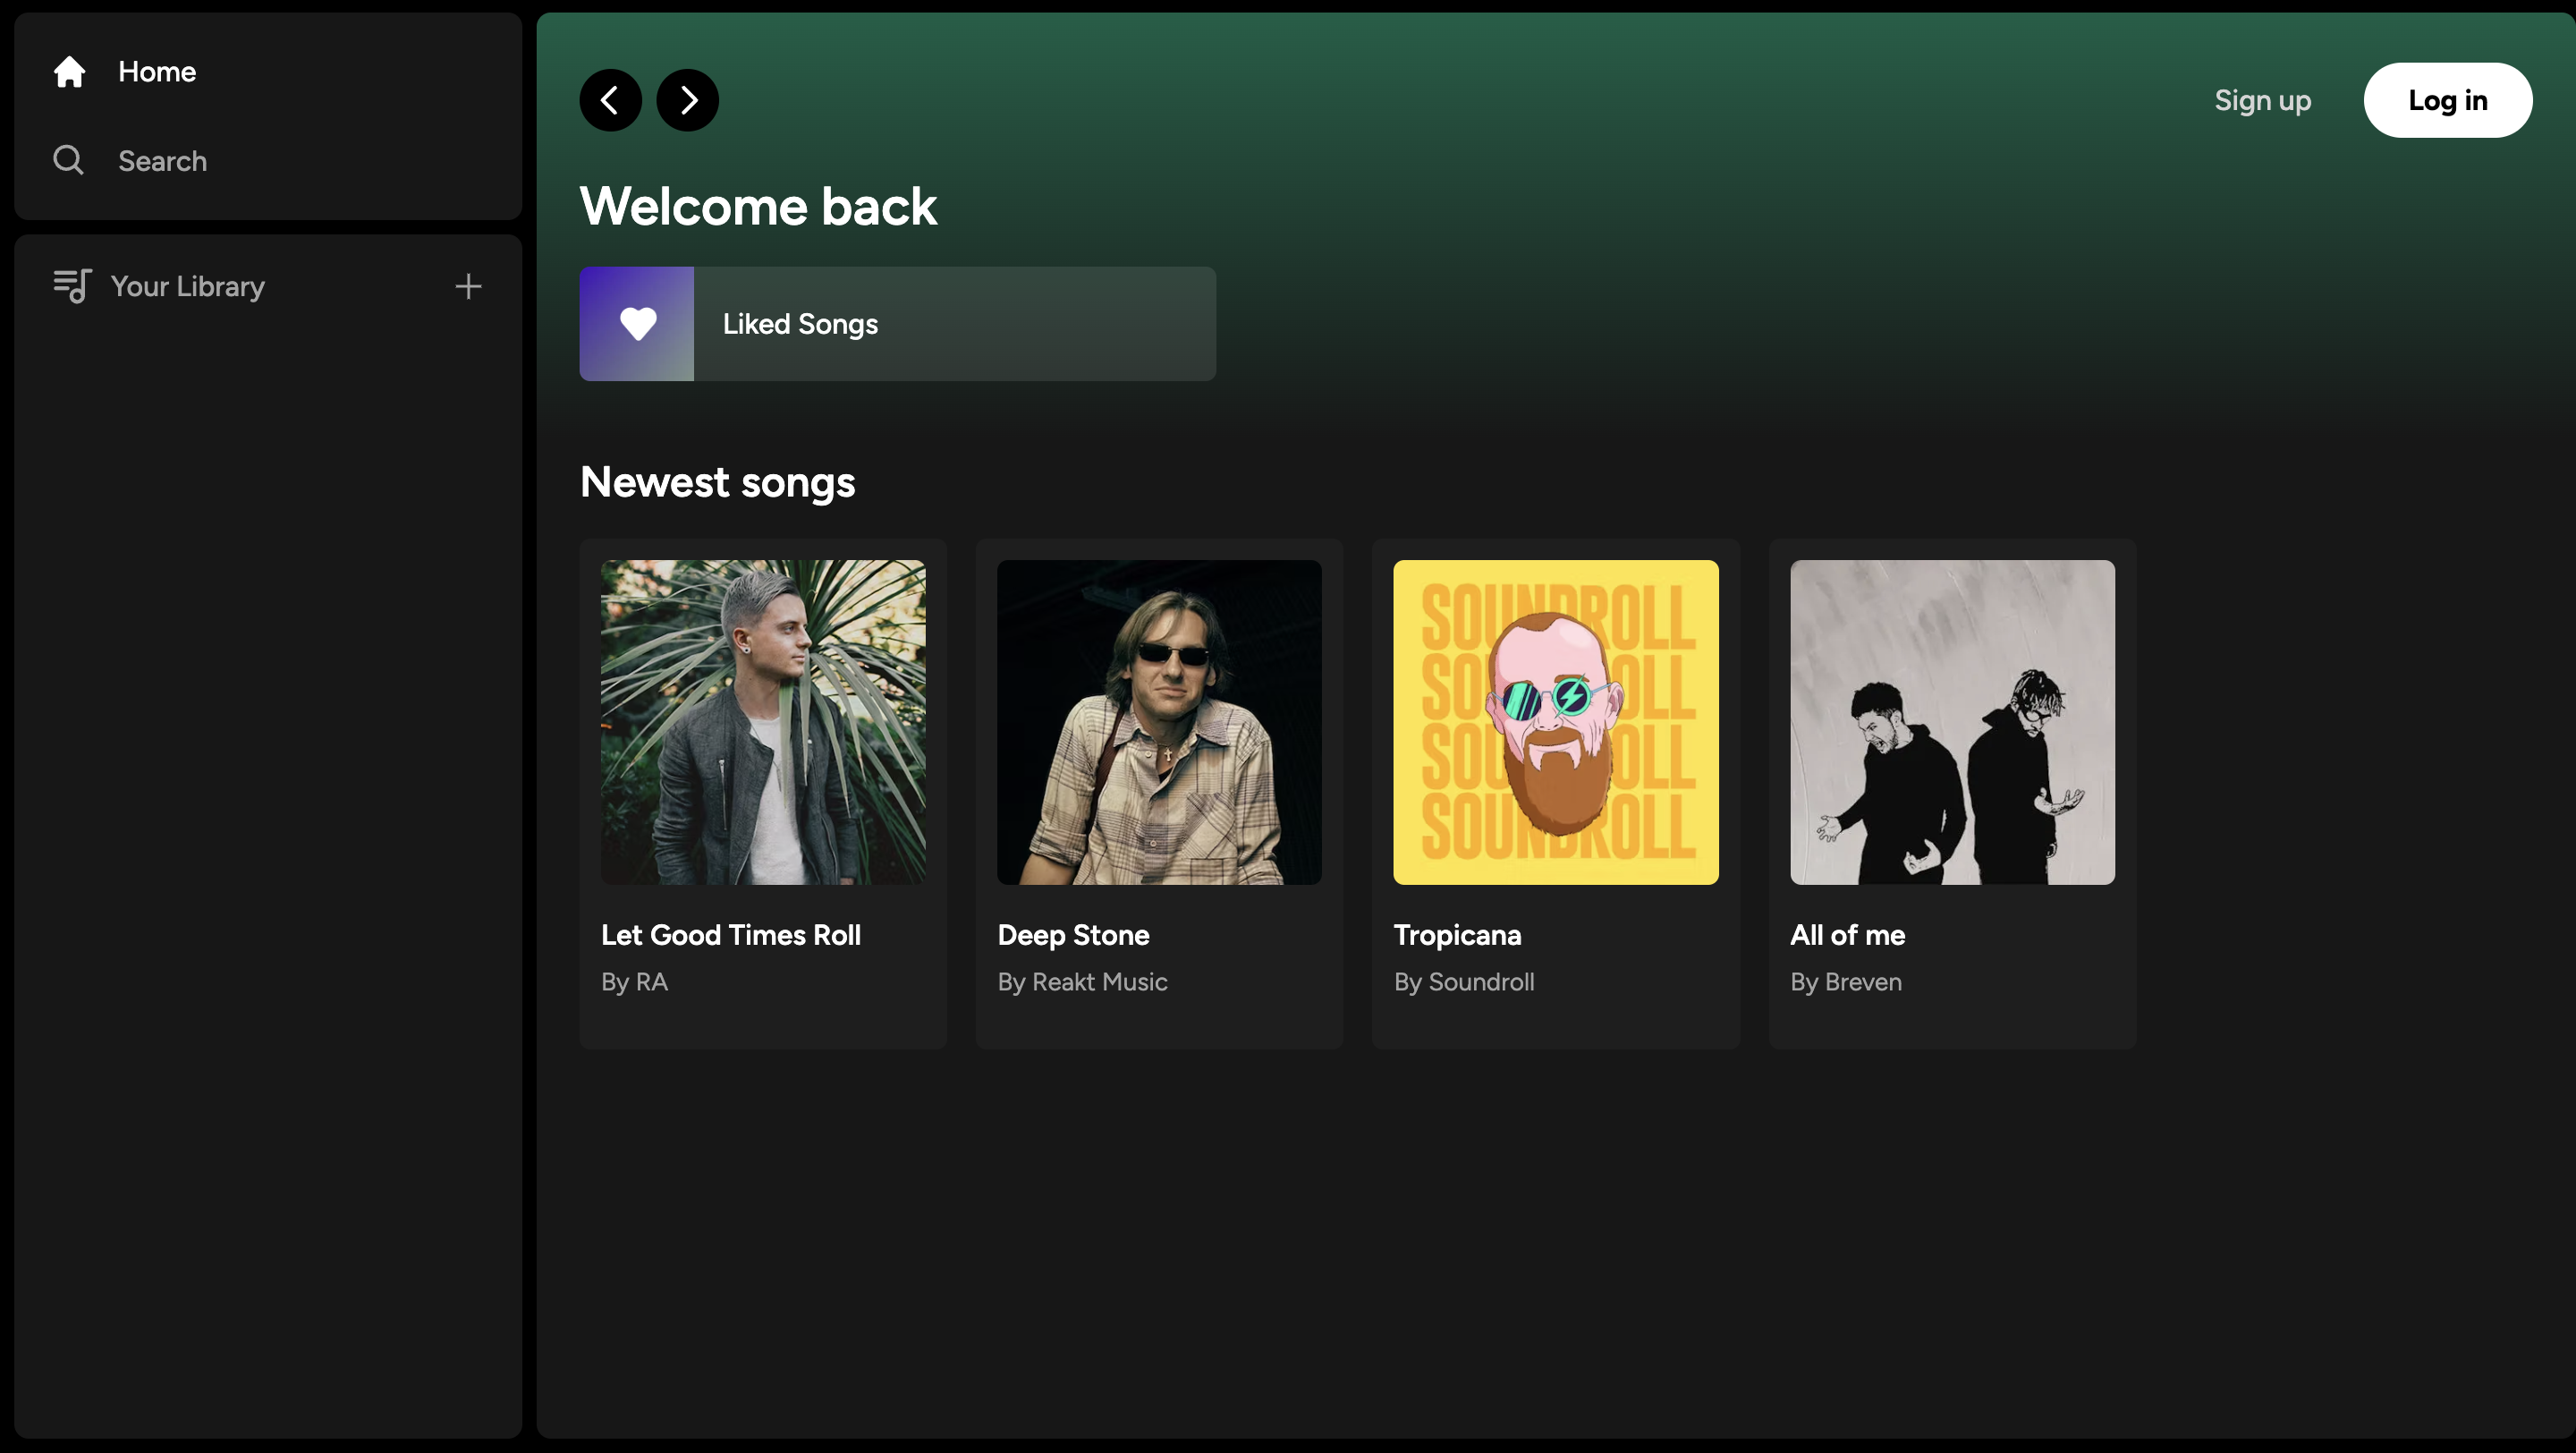 Home
Search
Your Library
Sign up
Log in
Welcome back
Liked Songs
Newest songs
SOUNDROLL
SOUNDROLL
SOUNDROLL
SOUNDROLL
Let Good Times Roll
By RA
Deep Stone
By Reakt Music
Tropicana
By Soundroll
All of me
By Breven